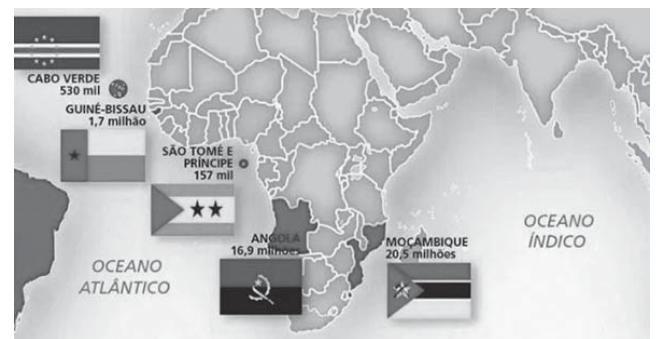 CABO VERDE
530 mil
GUINÉ-BISSAU
1,7 milhão
SÃO TOMÉ E
PRÍNCIPE
157 mil
ANGOLA
16,9 milhões
MOÇAMBIQUE
20,5 milhões
OCEANO
ÍNDICO
OCEANO
ATLÂNTICO